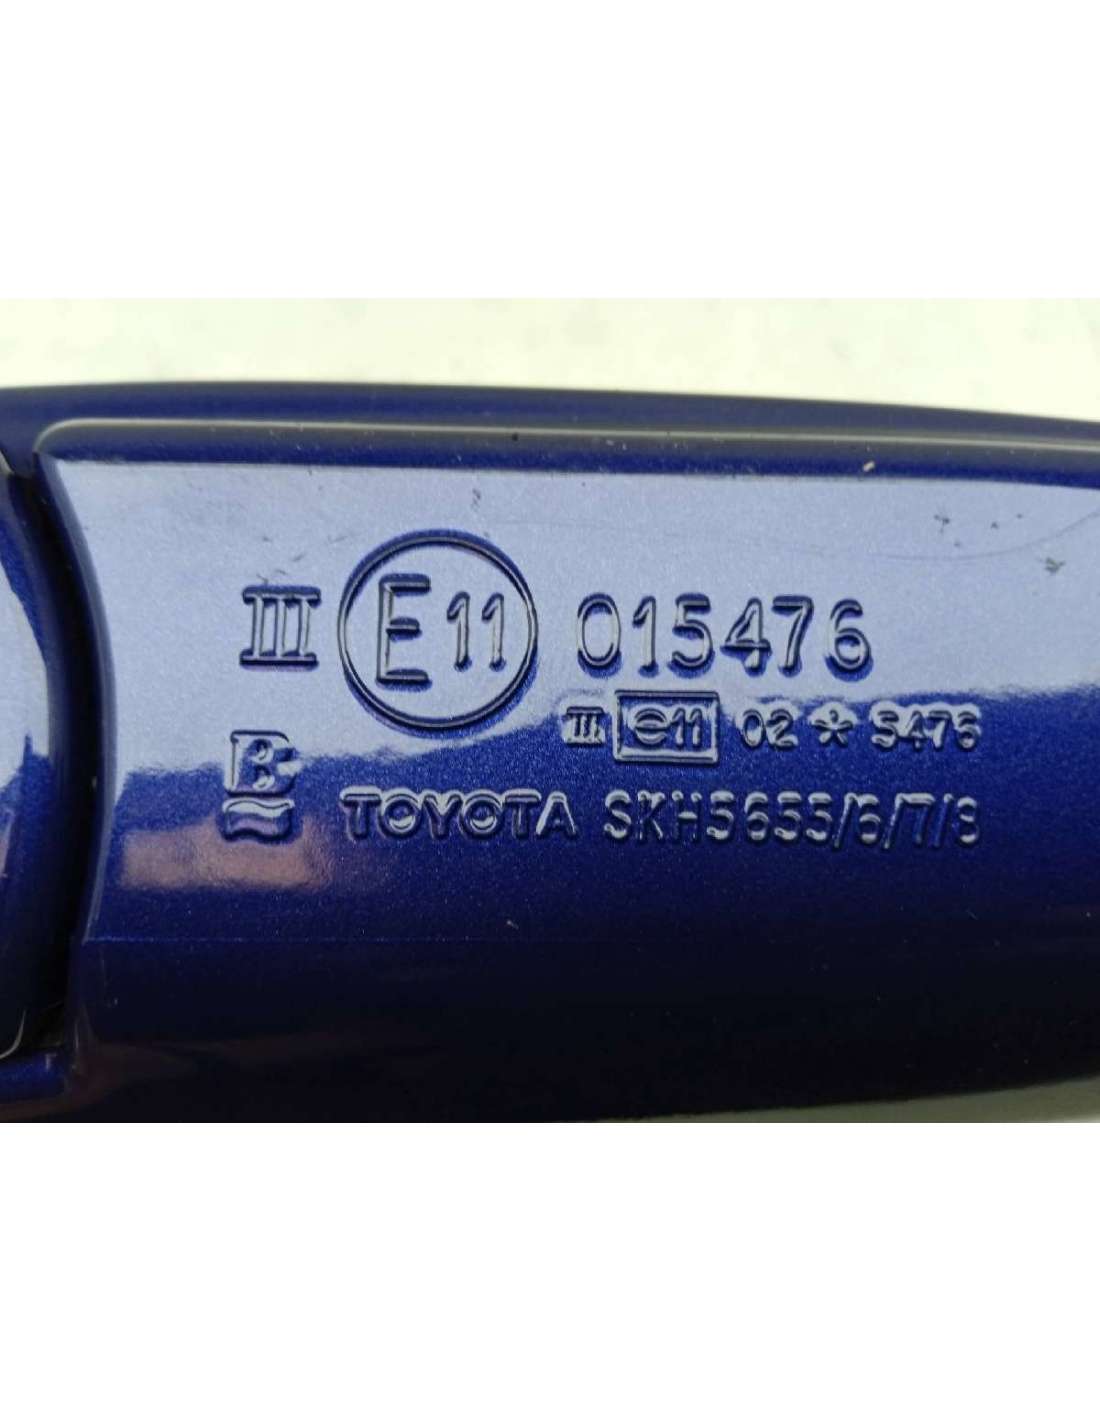 III E11 015476
III e11 02 * 5476
TOYOTA SKH5655/6/7/8